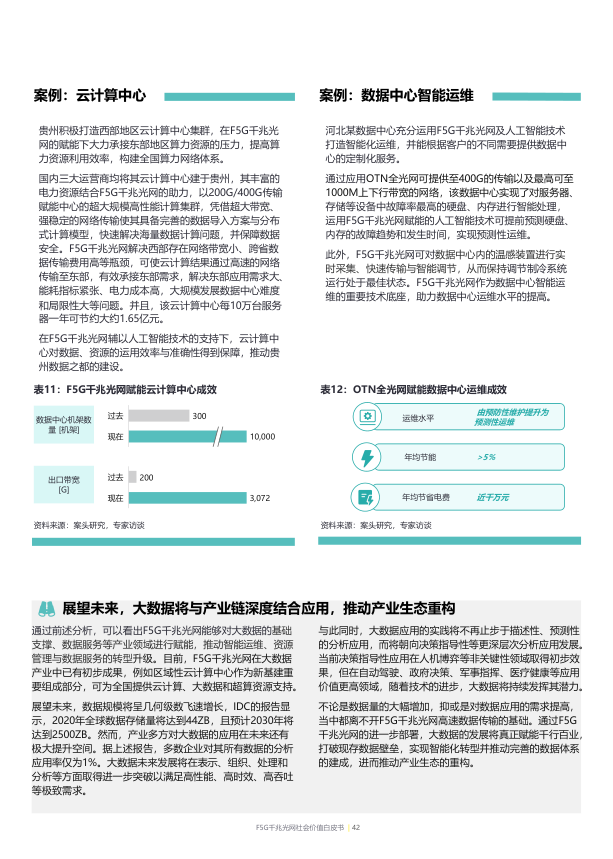 案例：云计算中心
贵州积极打造西部地区云计算中心集群，在F5G千兆光
网的赋能下大力承接东部地区算力资源的压力，提高算
力资源利用效率，构建全国算力网络体系。
国内三大运营商均将其云计算中心建于贵州，其丰富的
电力资源结合F5G千兆光网的助力，以200G/400G传输
赋能中心的超大规模高性能计算集群，凭借超大带宽、
强稳定的网络传输使其具备完善的数据导入方案与分布
式计算模型，快速解决海量数据计算问题，并保障数据
安全。F5G千兆光网解决西部存在网络带宽小、跨省数
据传输费用高等瓶颈，可使云计算结果通过高速的网络
传输至东部，有效承接东部需求，解决东部应用需求大、
能耗指标紧张、电力成本高，大规模发展数据中心难度
和局限性大等问题。并且，该云计算中心每10万台服务
器一年可节约大约1.65亿元。
在F5G千兆光网辅以人工智能技术的支持下，云计算中
心对数据、资源的运用效率与准确性得到保障，推动贵
州数据之都的建设。
表11：F5G千兆光网赋能云计算中心成效
数据中心机架数
量 [机架]
过去
300
现在
10,000
出口带宽
[G]
过去
200
现在
3,072
资料来源：案头研究，专家访谈
案例：数据中心智能运维
河北某数据中心充分运用F5G千兆光网及人工智能技术
打造智能化运维，并能根据客户的不同需要提供数据中
心的定制化服务。
通过应用OTN全光网可提供至400G的传输以及最高可至
1000M上下行带宽的网络，该数据中心实现了对服务器、
存储等设备中故障率最高的硬盘、内存进行智能处理，
运用F5G千兆光网赋能的人工智能技术可提前预测硬盘、
内存的故障趋势和发生时间，实现预测性运维。
此外，F5G千兆光网可对数据中心内的温感装置进行实
时采集、快速传输与智能调节，从而保持调节制冷系统
运行处于最佳状态。F5G千兆光网作为数据中心智能运
维的重要技术底座，助力数据中心运维水平的提高。
表12：OTN全光网赋能数据中心运维成效
运维水平
由预防性维护提升为
预测性运维
年均节能
>5%
年均节省电费
近千万元
资料来源：案头研究，专家访谈
展望未来，大数据将与产业链深度结合应用，推动产业生态重构
通过前述分析，可以看出F5G千兆光网能够对大数据的基础
支撑、数据服务等产业领域进行赋能，推动智能运维、资源
管理与数据服务的转型升级。目前，F5G千兆光网在大数据
产业中已有初步成果，例如区域性云计算中心作为新基建重
要组成部分，可为全国提供云计算、大数据和超算资源支持。
展望未来，数据规模将呈几何级数飞速增长，IDC的报告显
示，2020年全球数据存储量将达到44ZB，且预计2030年将
达到2500ZB。然而，产业多方对大数据的应用在未来还有
极大提升空间。据上述报告，多数企业对其所有数据的分析
应用率仅为1%。大数据未来发展将在表示、组织、处理和
分析等方面取得进一步突破以满足高性能、高时效、高吞吐
等极致需求。
与此同时，大数据应用的实践将不再止步于描述性、预测性
的分析应用，而将朝向决策指导性等更深层次分析应用发展。
当前决策指导性应用在人机博弈等非关键性领域取得初步效
果，但在自动驾驶、政府决策、军事指挥、医疗健康等应用
价值更高领域，随着技术的进步，大数据将持续发挥其潜力。
不论是数据量的大幅增加，抑或是对数据应用的需求提高，
当中都离不开F5G千兆光网高速数据传输的基础。通过F5G
千兆光网的进一步部署，大数据的发展将真正赋能千行百业，
打破现存数据壁垒，实现智能化转型并推动完善的数据体系
的建成，进而推动产业生态的重构。
F5G千兆光网社会价值白皮书 | 42